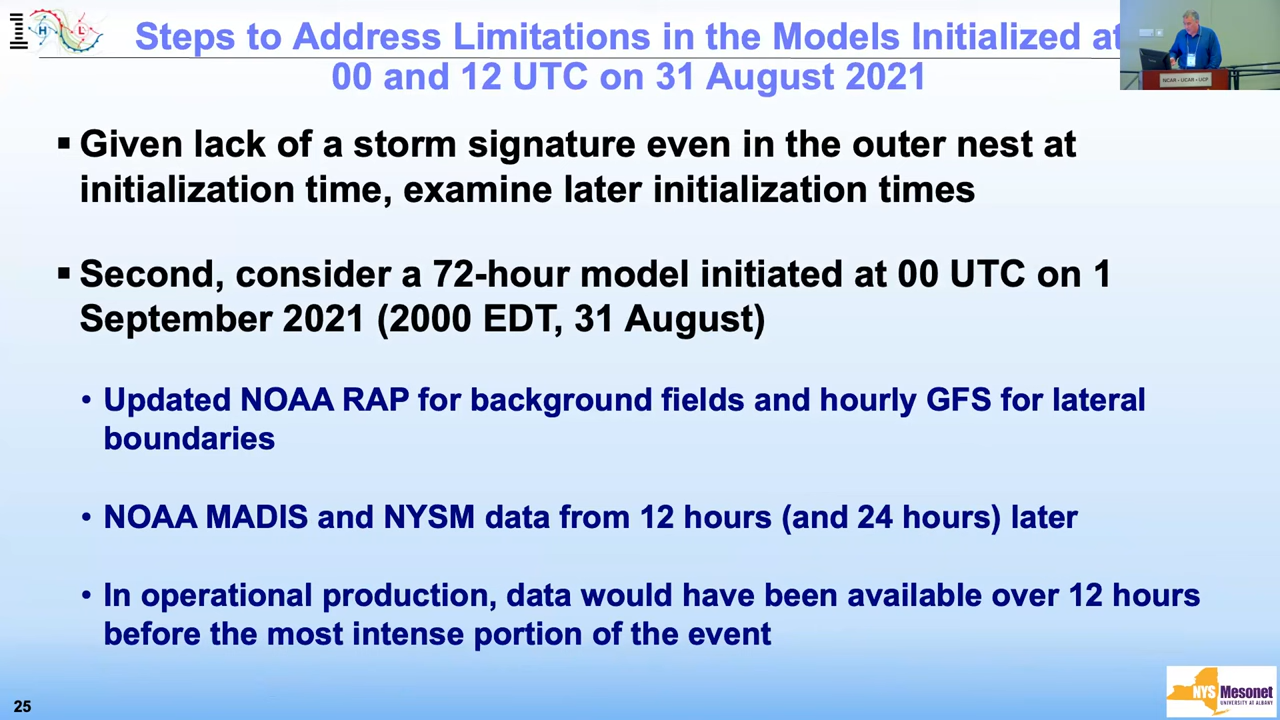 Steps to Address Limitations in the Models Initialized at
00 and 12 UTC on 31 August 2021
▪ Given lack of a storm signature even in the outer nest at
initialization time, examine later initialization times
▪ Second, consider a 72-hour model initiated at 00 UTC on 1
September 2021 (2000 EDT, 31 August)
• Updated NOAA RAP for background fields and hourly GFS for lateral
boundaries
• NOAA MADIS and NYSM data from 12 hours (and 24 hours) later
• In operational production, data would have been available over 12 hours
before the most intense portion of the event
25
H L
NCAR • UCAR • UCP
NYS Mesonet
UNIVERSITY AT ALBANY